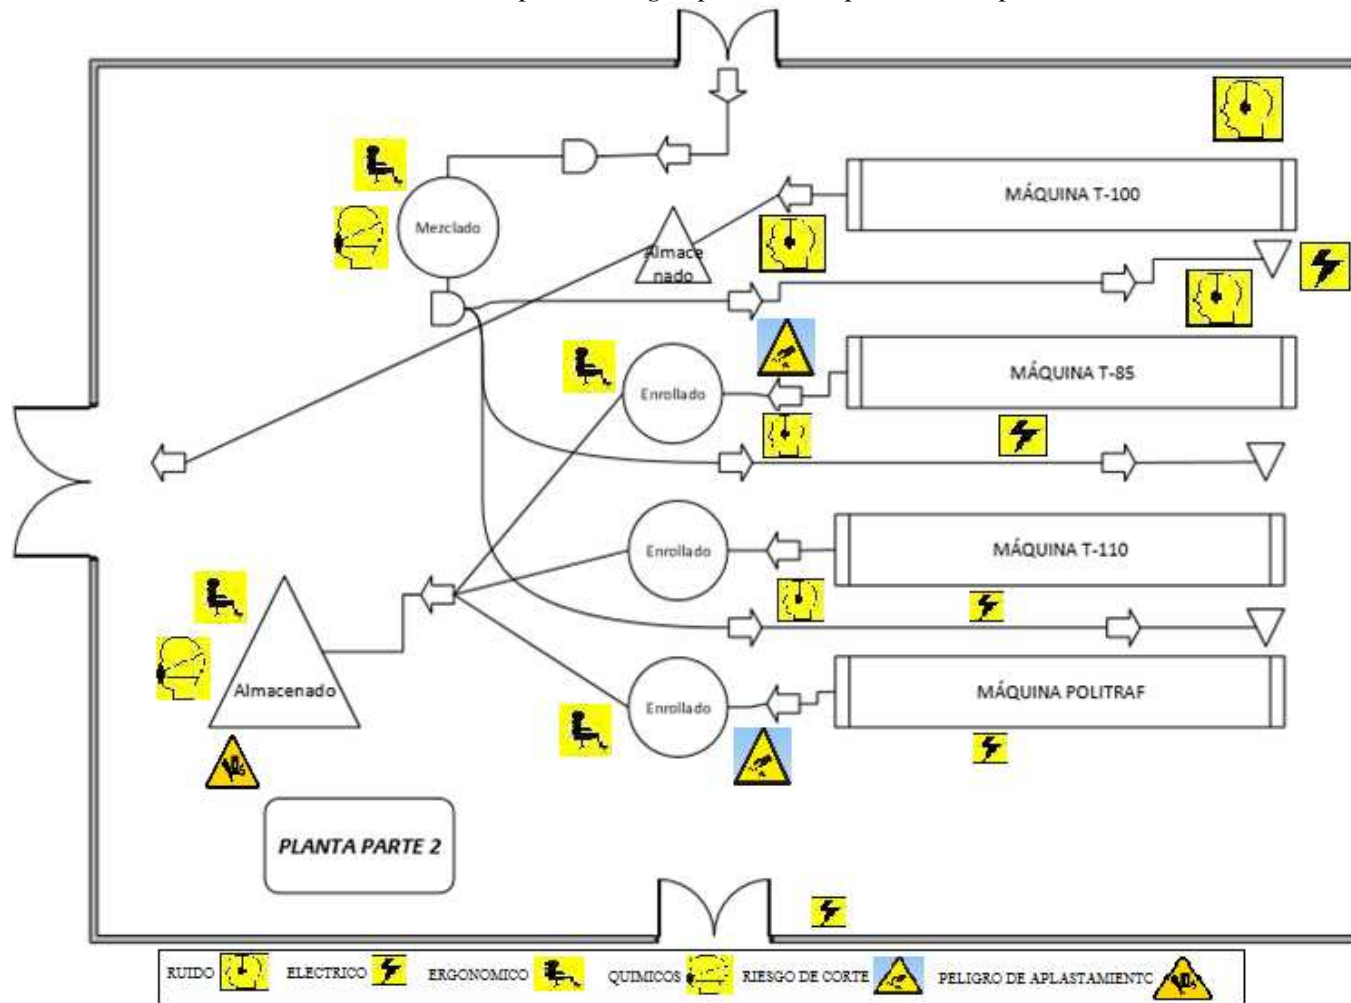 MÁQUINA T-100
Mezclado
Almace
nado
MÁQUINA T-85
Enrollado
MÁQUINA T-110
Enrollado
Almacenado
MÁQUINA POLITRAF
Enrollado
PLANTA PARTE 2
RUIDO ELECTRICO ERGONOMICO QUIMICOS RIESGO DE CORTE PELIGRO DE APLASTAMIENTO